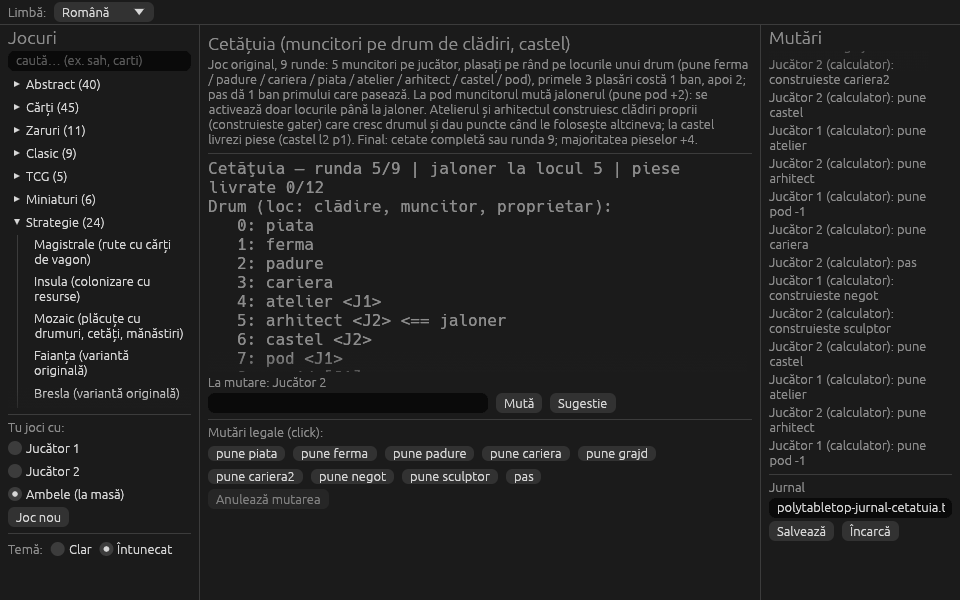 Limbă: Română
Jocuri
caută... (ex. sah, carti)
Abstract (40)
Cărți (45)
Zaruri (11)
Clasic (9)
TCG (5)
Miniaturi (6)
Strategie (24)
Magistrale (rute cu cărți
de vagon)
Insula (colonizare cu
resurse)
Mozaic (plăcuțe cu
drumuri, cetăți, mănăstiri)
Faianța (variantă
originală)
Bresla (variantă originală)
Tu joci cu:
Jucător 1
Jucător 2
Ambele (la masă)
Joc nou
Temă: Clar Întunecat
Cetățuia (muncitori pe drum de clădiri, castel)
Joc original, 9 runde: 5 muncitori pe jucător, plasați pe rând pe locurile unui drum (pune ferma
/ padure / cariera / piata / atelier / arhitect / castel / pod), primele 3 plasări costă 1 ban, apoi 2;
pas dă 1 ban primului care pasează. La pod muncitorul mută jalonerul (pune pod +2): se
activează doar locurile până la jaloner. Atelierul și arhitectul construiesc clădiri proprii
(construieste gater) care cresc drumul și dau puncte când le folosește altcineva; la castel
livrezi piese (castel l2 p1). Final: cetate completă sau runda 9; majoritatea pieselor +4.
Cetăţuia — runda 5/9 | jaloner la locul 5 | piese
livrate 0/12
Drum (loc: clădire, muncitor, proprietar):
0: piata
1: ferma
2: padure
3: cariera
4: atelier <J1>
5: arhitect <J2> <== jaloner
6: castel <J2>
7: pod <J1>
La mutare: Jucător 2
Mută Sugestie
Mutări legale (click):
pune piata pune ferma pune padure pune cariera pune grajd
pune cariera2 pune negot pune sculptor pas
Anulează mutarea
Mutări
Jucător 2 (calculator):
construieste cariera2
Jucător 2 (calculator): pune
castel
Jucător 1 (calculator): pune
atelier
Jucător 2 (calculator): pune
arhitect
Jucător 1 (calculator): pune
pod -1
Jucător 2 (calculator): pune
cariera
Jucător 2 (calculator): pas
Jucător 1 (calculator):
construieste negot
Jucător 2 (calculator):
construieste sculptor
Jucător 2 (calculator): pune
castel
Jucător 1 (calculator): pune
atelier
Jucător 2 (calculator): pune
arhitect
Jucător 1 (calculator): pune
pod -1
Jurnal
polytabletop-jurnal-cetatuia.t
Salvează Încarcă